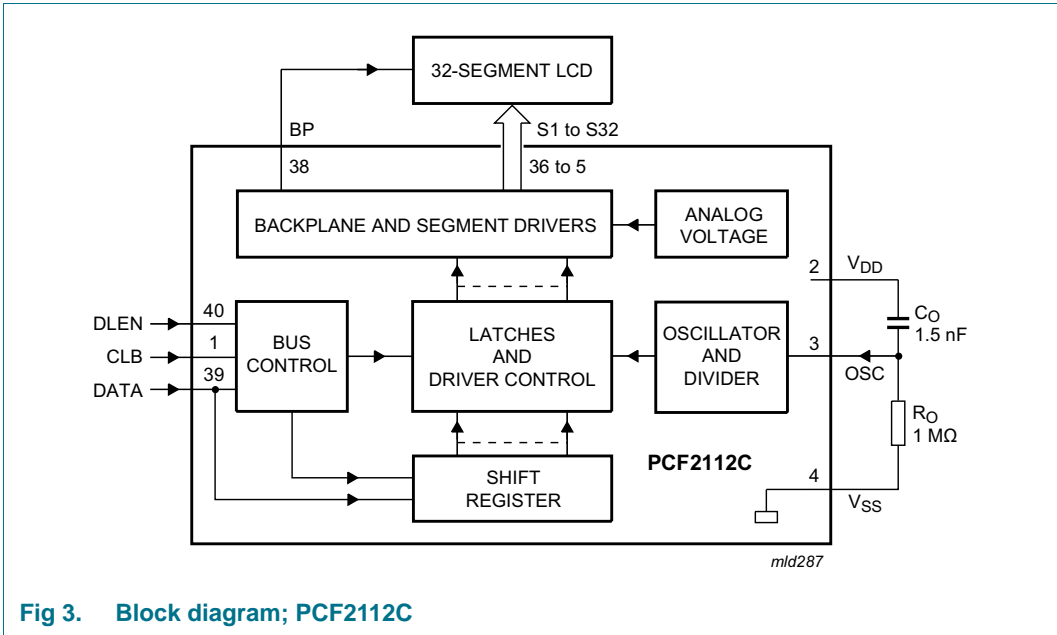 32-SEGMENT LCD
BP
S1 to S32
38
36 to 5
BACKPLANE AND SEGMENT DRIVERS
ANALOG
VOLTAGE
2
VDD
DLEN
40
CLB
1
DATA
39
BUS
CONTROL
LATCHES
AND
DRIVER CONTROL
OSCILLATOR
AND
DIVIDER
3
OSC
CO
1.5 nF
RO
1 MΩ
SHIFT
REGISTER
PCF2112C
4
VSS
mld287
Fig 3. Block diagram; PCF2112C